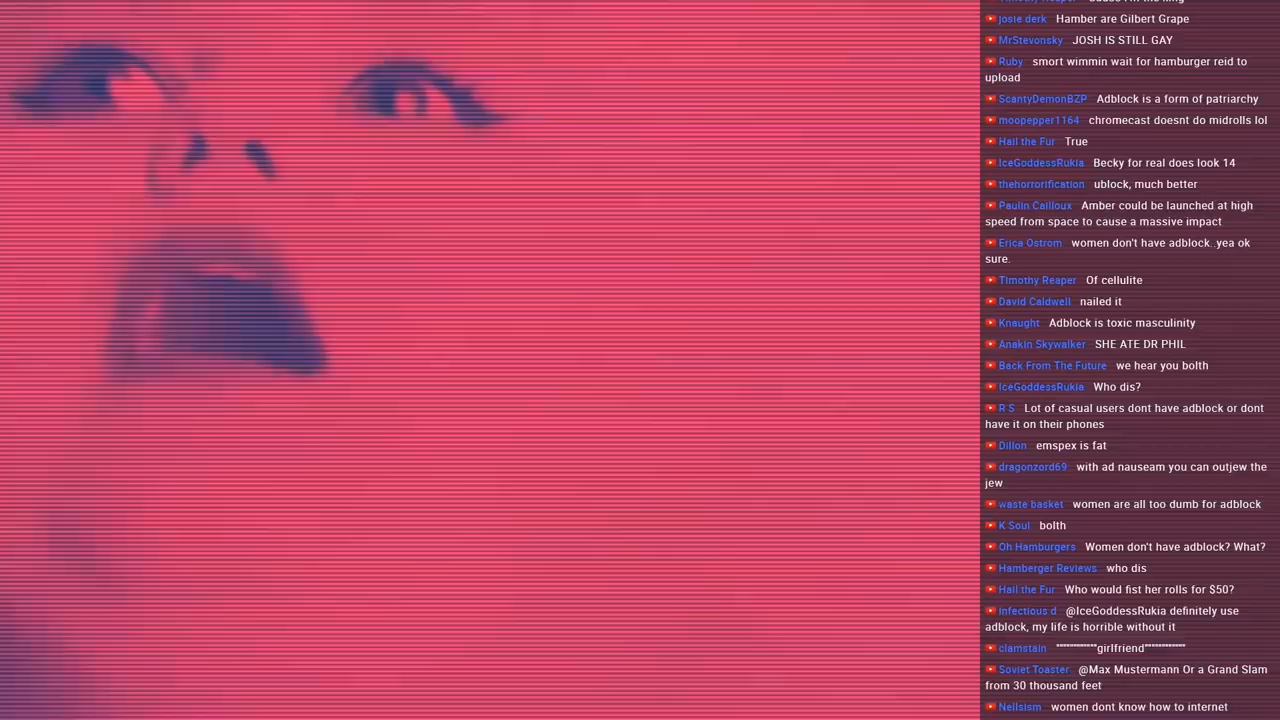 josie derk Hamber are Gilbert Grape
MrStevonsky JOSH IS STILL GAY
Ruby smort wimmin wait for hamburger reid to
upload
ScantyDemonBZP Adblock is a form of patriarchy
moopepper1164 chromecast doesnt do midrolls lol
Hail the Fur True
IceGoddessRukia Becky for real does look 14
thehorrorification ublock, much better
Paulin Cailloux Amber could be launched at high
speed from space to cause a massive impact
Erica Ostrom women don't have adblock..yea ok
sure.
Timothy Reaper Of cellulite
David Caldwell nailed it
Knaught Adblock is toxic masculinity
Anakin Skywalker SHE ATE DR PHIL
Back From The Future we hear you bolth
IceGoddessRukia Who dis?
R S Lot of casual users dont have adblock or dont
have it on their phones
Dillon emspex is fat
dragonzord69 with ad nauseam you can outjew the
jew
waste basket women are all too dumb for adblock
K Soul bolth
Oh Hamburgers Women don't have adblock? What?
Hamberger Reviews who dis
Hail the Fur Who would fist her rolls for $50?
infectious d @IceGoddessRukia definitely use
adblock, my life is horrible without it
clamstain """"""""""""girlfriend""""""""""""
Soviet Toaster @Max Mustermann Or a Grand Slam
from 30 thousand feet
Nellsism women dont know how to internet